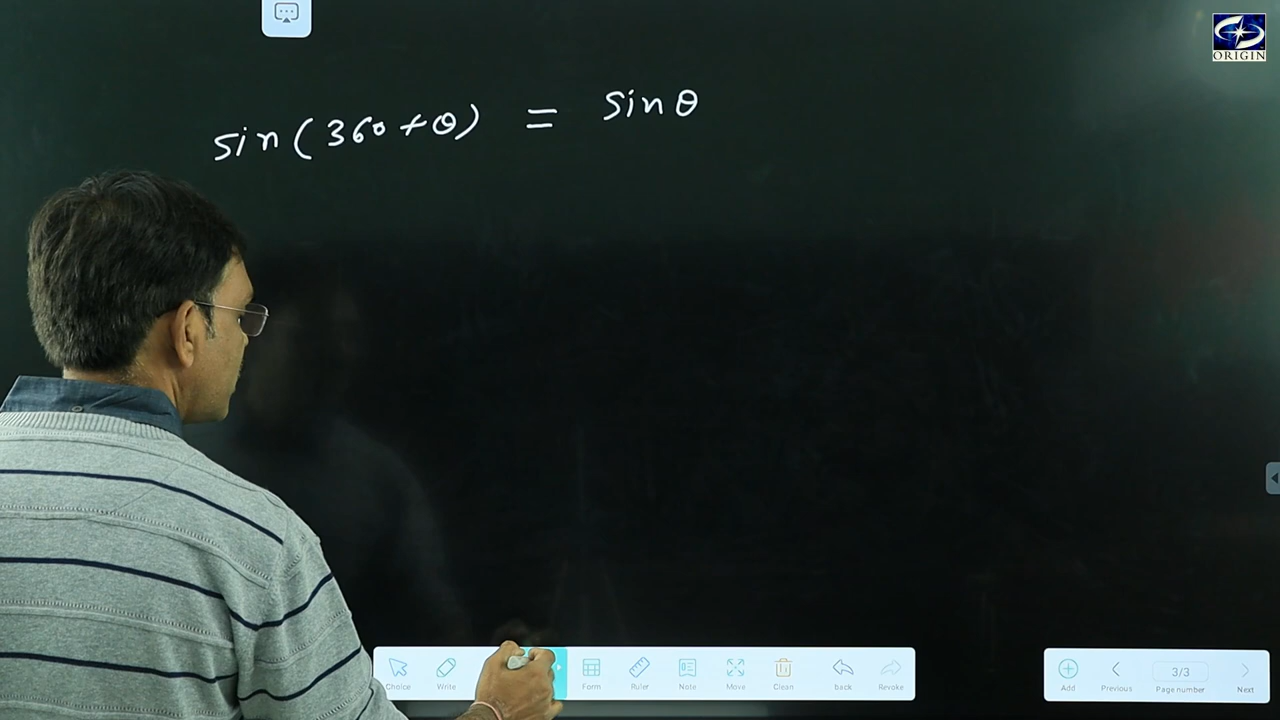 ORIGIN
sin(360+θ) = sinθ
Choice Write Form Ruler Note Move Clean back Revoke
Add Previous 3/3 Page number Next